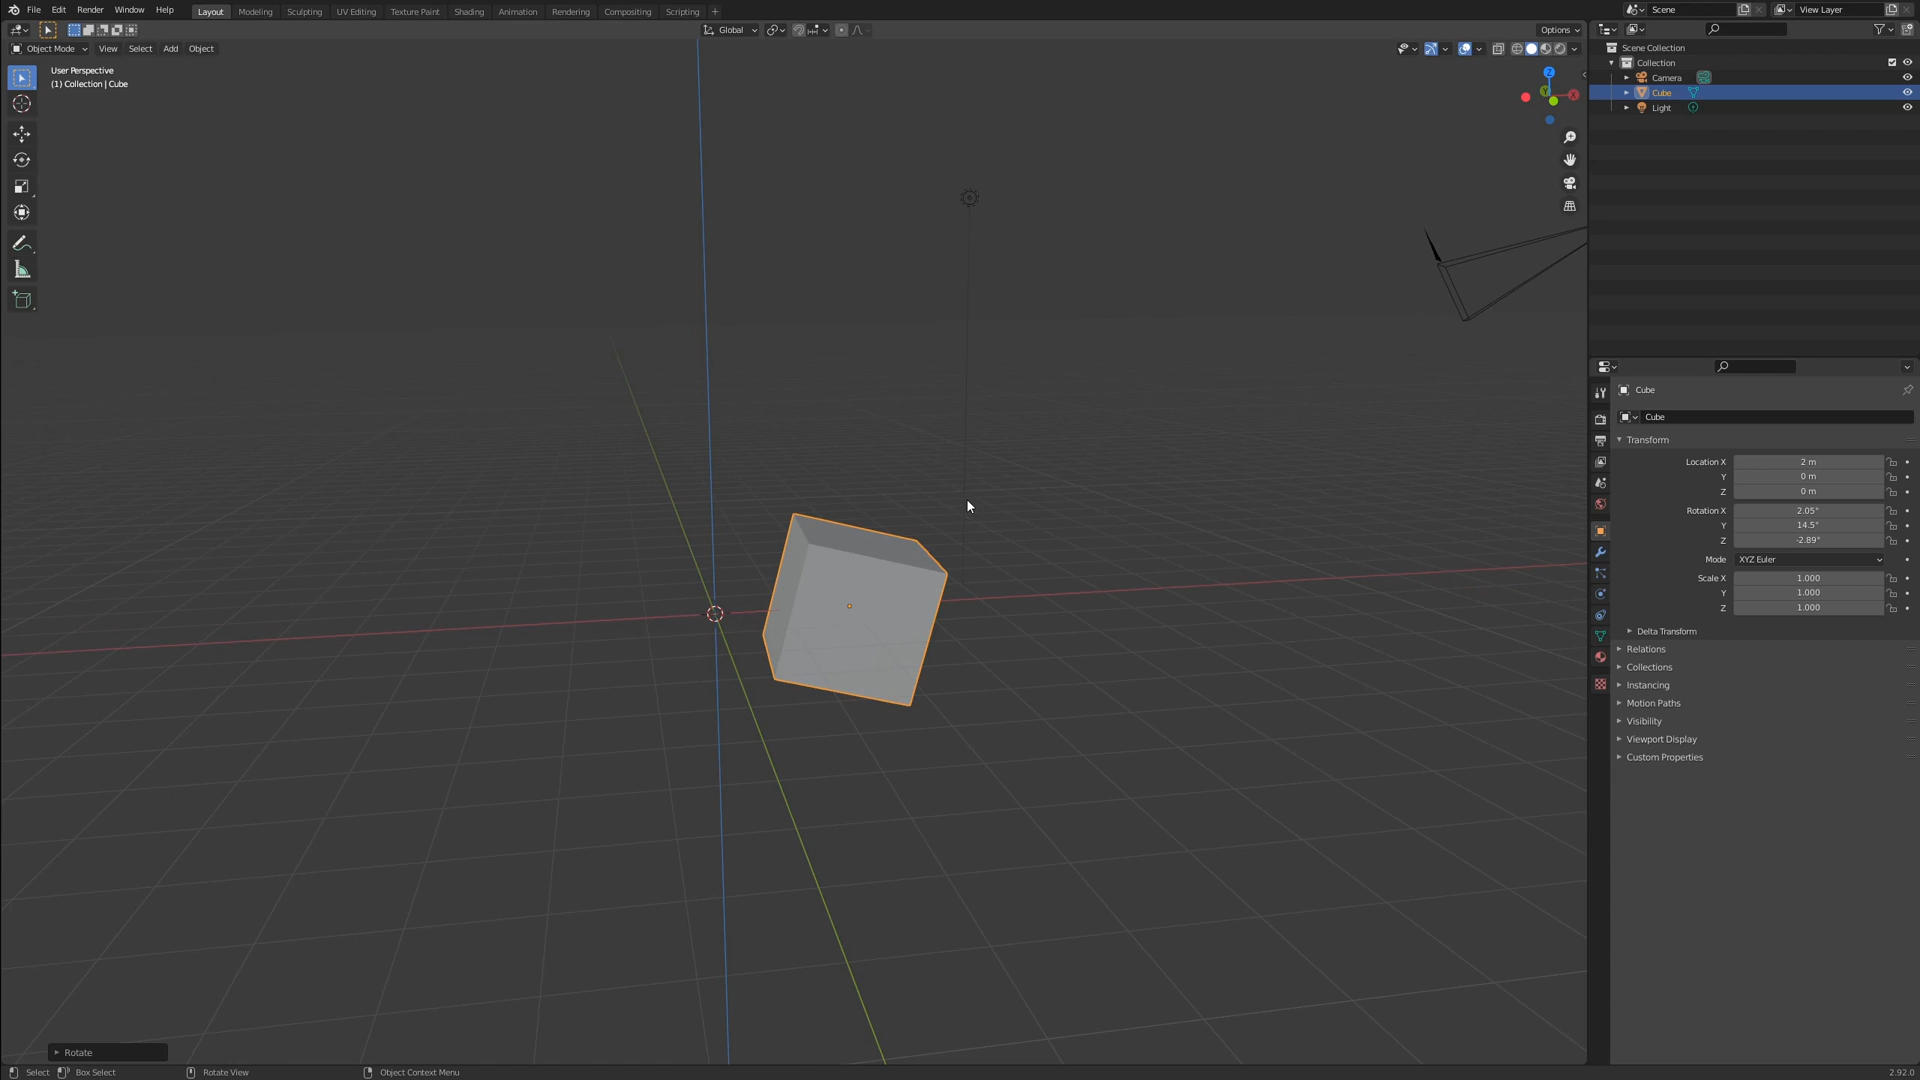 File Edit Render Window Help Layout Modeling Sculpting UV Editing Texture Paint Shading Animation Rendering Compositing Scripting + Scene View Layer
Global Options
Object Mode View Select Add Object
User Perspective
(1) Collection | Cube
Scene Collection
Collection
Camera
Cube
Light
Z
Y
X
Cube
Cube
Transform
Location X 2 m
Y 0 m
Z 0 m
Rotation X 2.05°
Y 14.5°
Z -2.89°
Mode XYZ Euler
Scale X 1.000
Y 1.000
Z 1.000
Delta Transform
Relations
Collections
Instancing
Motion Paths
Visibility
Viewport Display
Custom Properties
Rotate
Select Box Select Rotate View Object Context Menu 2.92.0